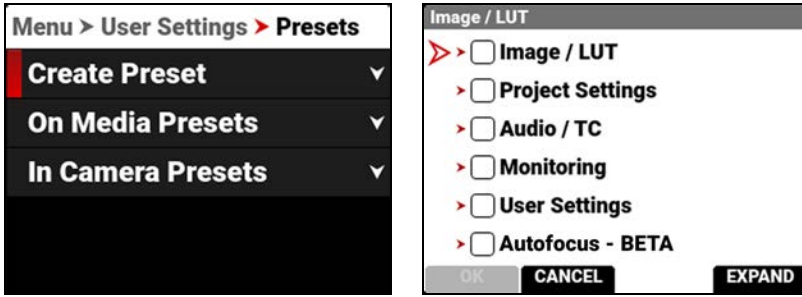 Menu > User Settings > Presets
Create Preset
On Media Presets
In Camera Presets
Image / LUT
Image / LUT
Project Settings
Audio / TC
Monitoring
User Settings
Autofocus - BETA
OK CANCEL EXPAND